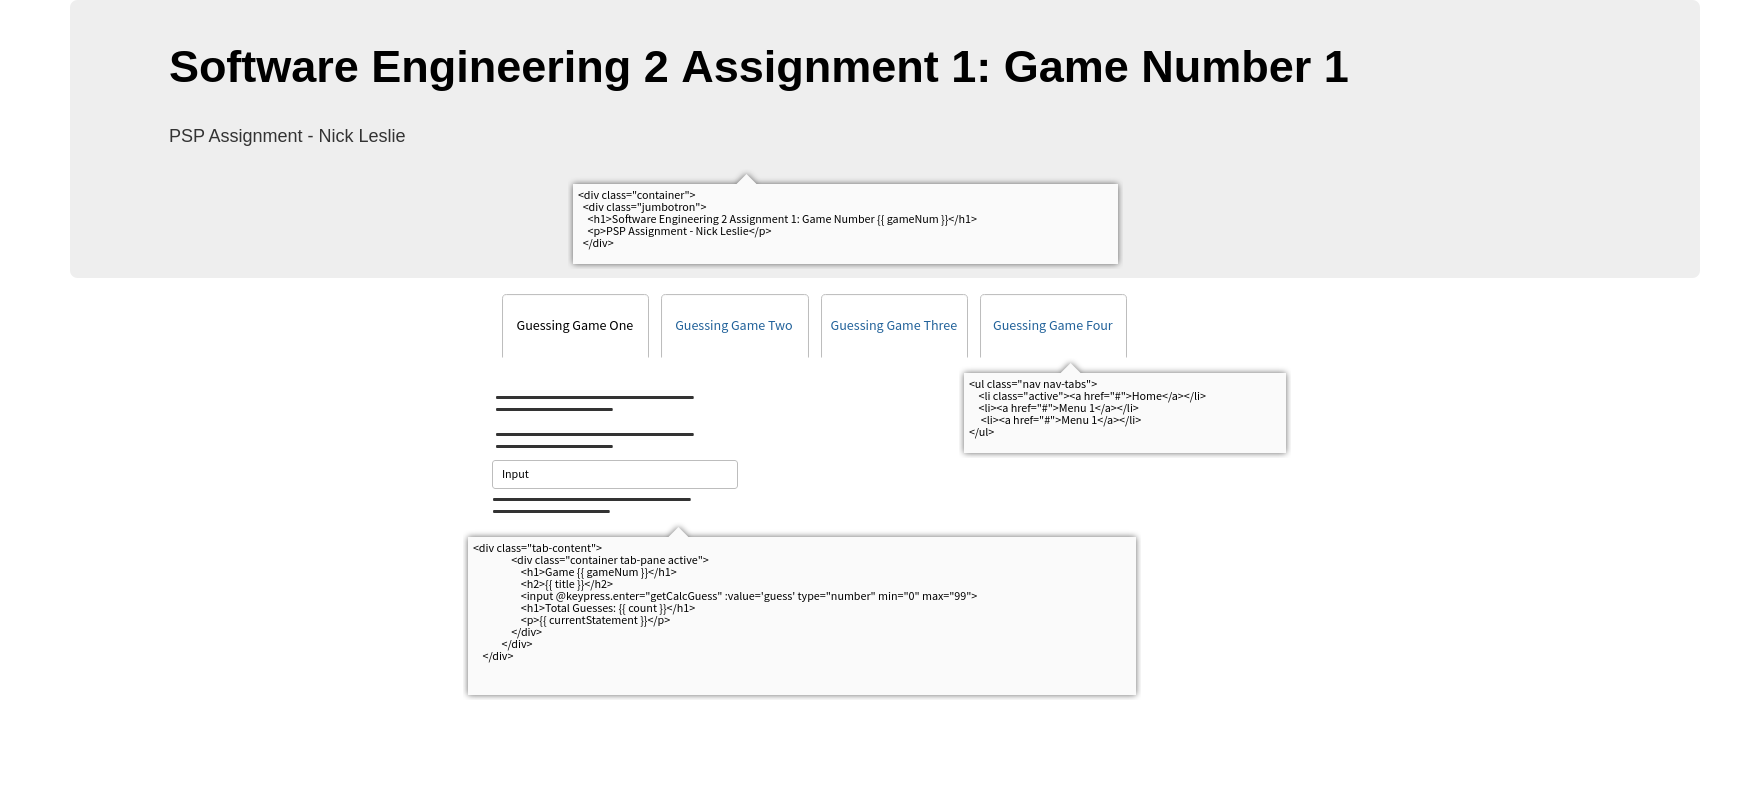 Software Engineering 2 Assignment 1: Game Number 1
PSP Assignment - Nick Leslie
<div class="container">
<div class="jumbotron">
<h1>Software Engineering 2 Assignment 1: Game Number {{ gameNum }}</h1>
<p>PSP Assignment - Nick Leslie</p>
</div>
Guessing Game One
Guessing Game Two
Guessing Game Three
Guessing Game Four
<ul class="nav nav-tabs">
<li class="active"><a href="#">Home</a></li>
<li><a href="#">Menu 1</a></li>
<li><a href="#">Menu 1</a></li>
</ul>
Input
<div class="tab-content">
<div class="container tab-pane active">
<h1>Game {{ gameNum }}</h1>
<h2>{{ title }}</h2>
<input @keypress.enter="getCalcGuess" :value='guess' type="number" min="0" max="99">
<h1>Total Guesses: {{ count }}</h1>
<p>{{ currentStatement }}</p>
</div>
</div>
</div>